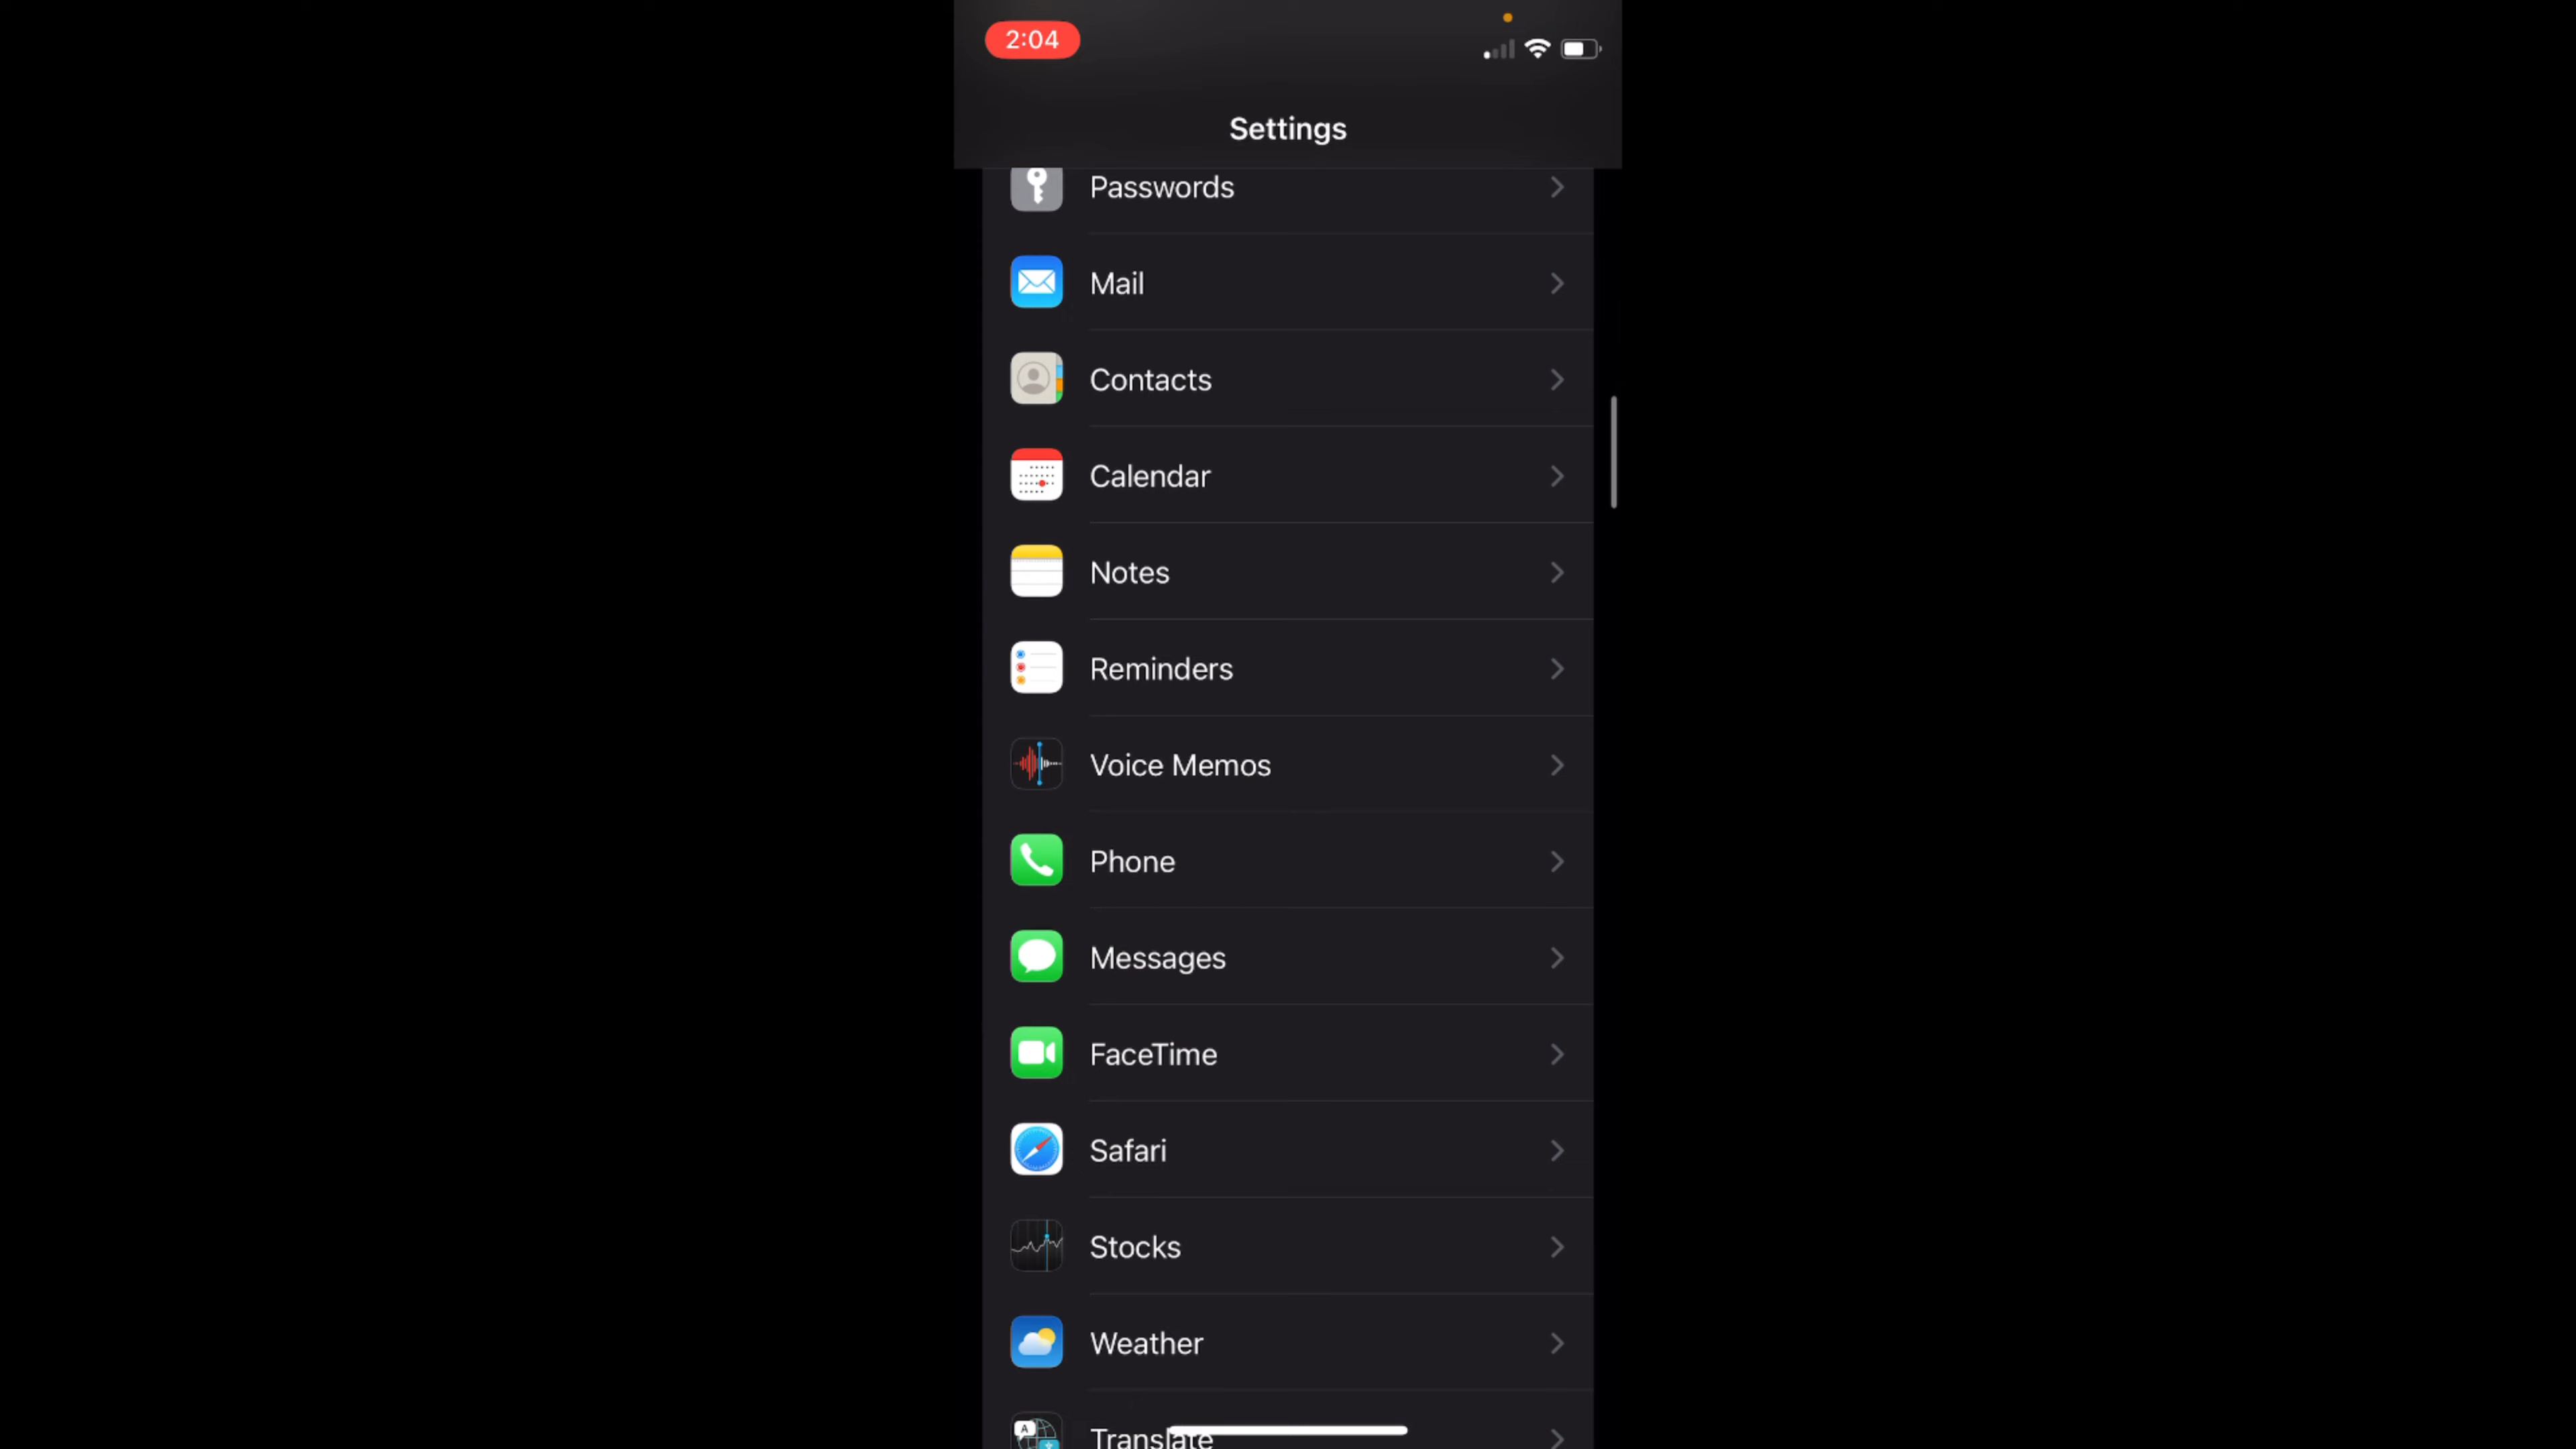 2:04
Settings
Passwords
Mail
Contacts
Calendar
Notes
Reminders
Voice Memos
Phone
Messages
FaceTime
Safari
Stocks
Weather
A
Translate